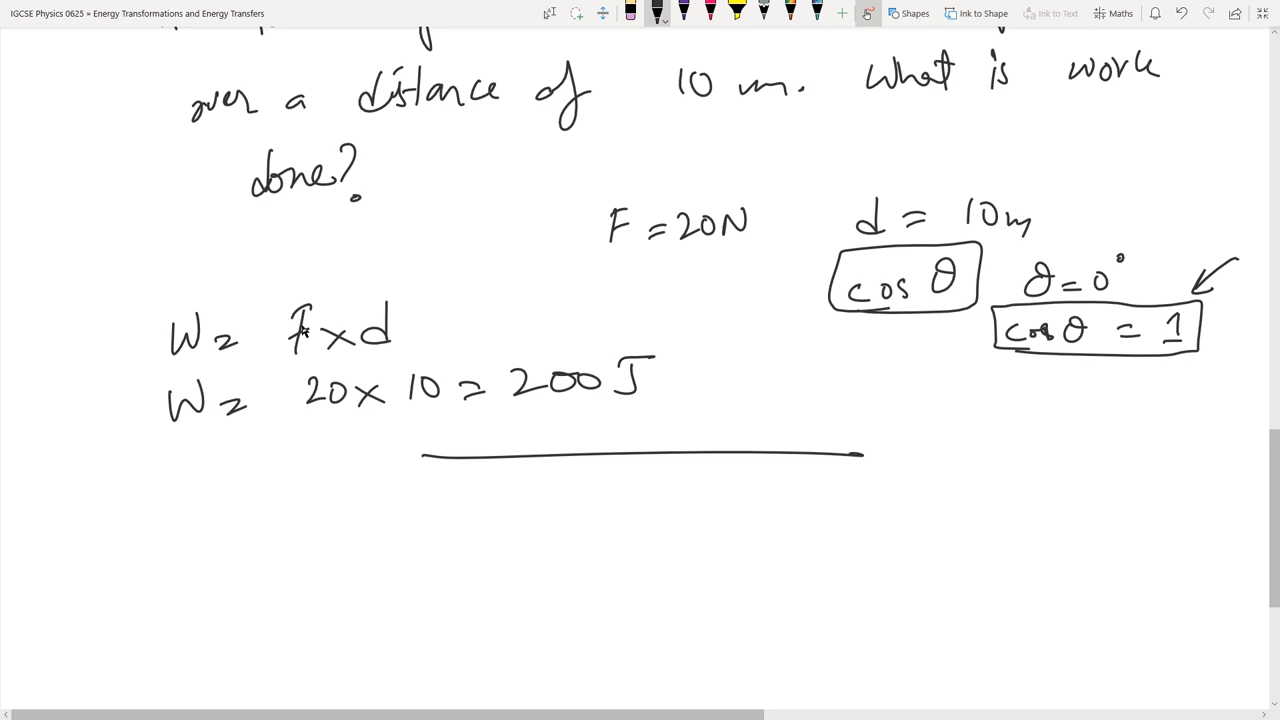 IGCSE Physics 0625 - Energy Transformations and Energy Transfers
Shapes Ink to Shape Ink to Text Maths
over a distance of 10 m. What is work
done?
F = 20N d = 10m
cos θ θ = 0°
cos θ = 1
W = F × d
W = 20 × 10 = 200 J